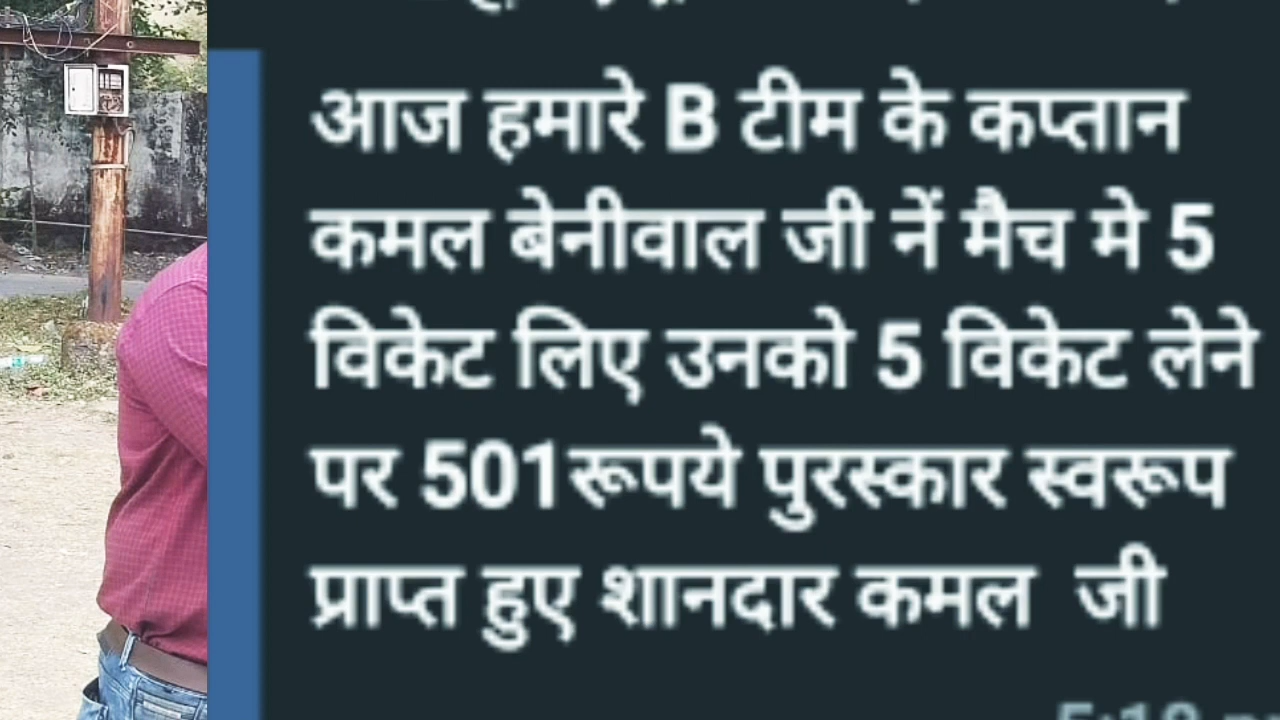 आज हमारे B टीम के कप्तान
कमल बेनीवाल जी नें मैच मे 5
विकेट लिए उनको 5 विकेट लेने
पर 501रूपये पुरस्कार स्वरूप
प्राप्त हुए शानदार कमल जी